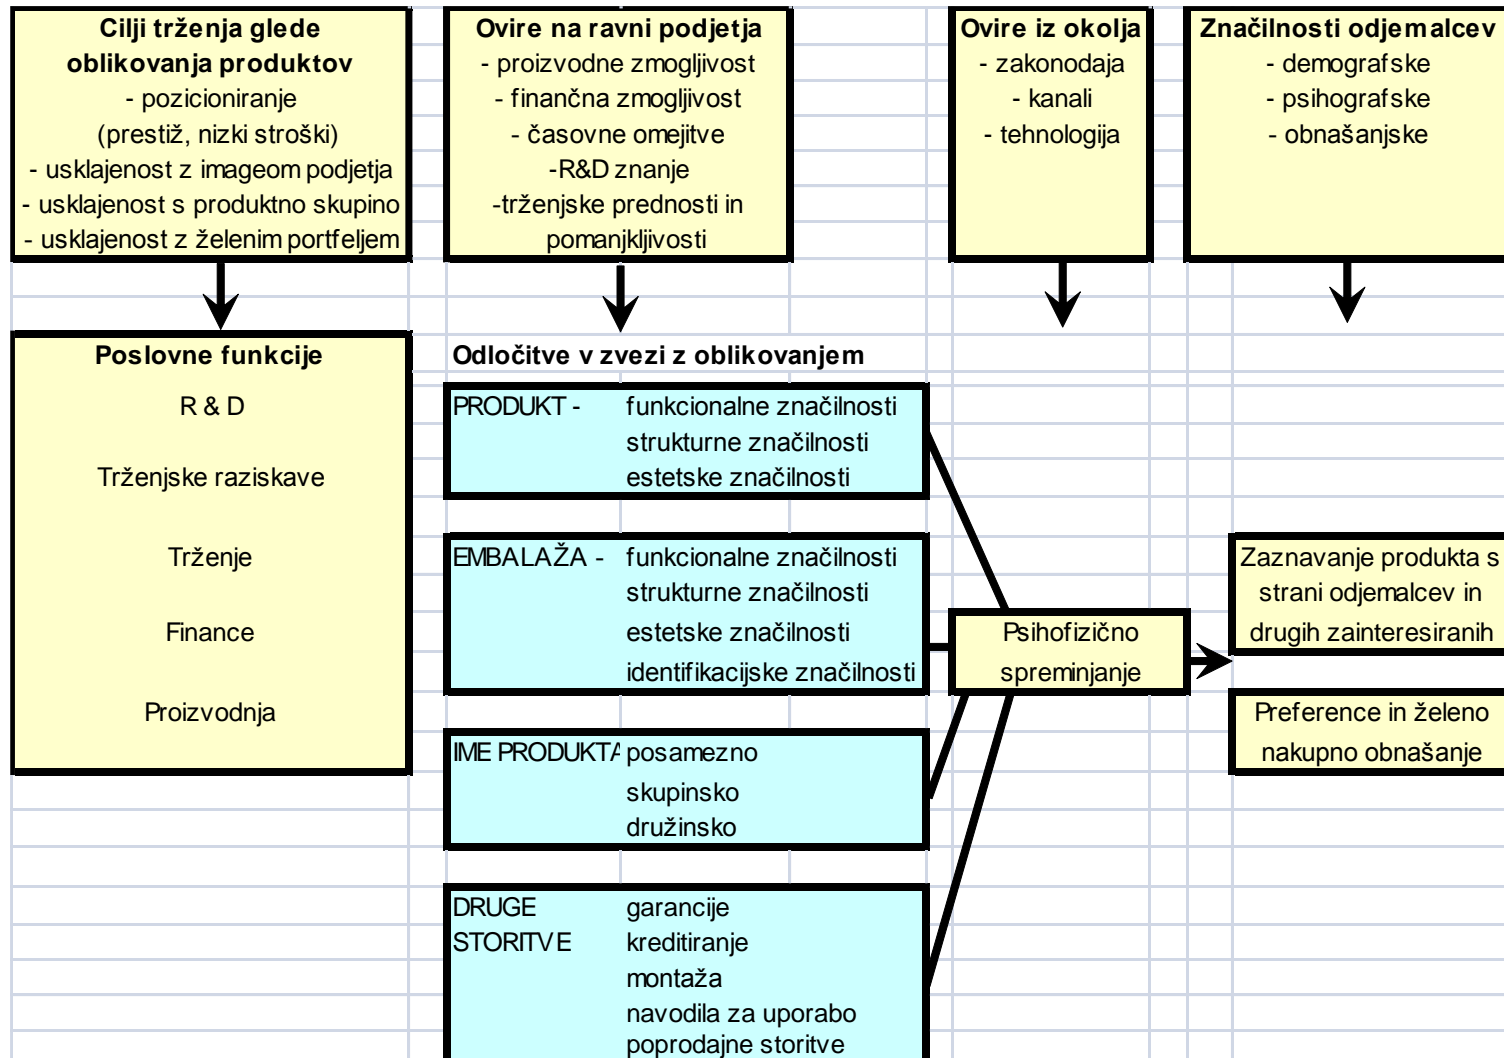 Cilji trženja glede
oblikovanja produktov
- pozicioniranje
(prestiž, nizki stroški)
- usklajenost z imageom podjetja
- usklajenost s produktno skupino
- usklajenost z želenim portfeljem
Ovire na ravni podjetja
- proizvodne zmogljivost
- finančna zmogljivost
- časovne omejitve
-R&D znanje
-trženjske prednosti in
pomanjkljivosti
Ovire iz okolja
- zakonodaja
- kanali
- tehnologija
Značilnosti odjemalcev
- demografske
- psihografske
- obnašanjske
Poslovne funkcije
R & D
Trženjske raziskave
Trženje
Finance
Proizvodnja
Odločitve v zvezi z oblikovanjem
PRODUKT - funkcionalne značilnosti
strukturne značilnosti
estetske značilnosti
EMBALAŽA - funkcionalne značilnosti
strukturne značilnosti
estetske značilnosti
identifikacijske značilnosti
IME PRODUKTA posamezno
skupinsko
družinsko
DRUGE garancije
STORITVE kreditiranje
montaža
navodila za uporabo
poprodajne storitve
Psihofizično
spreminjanje
Zaznavanje produkta s
strani odjemalcev in
drugih zainteresiranih
Preference in želeno
nakupno obnašanje